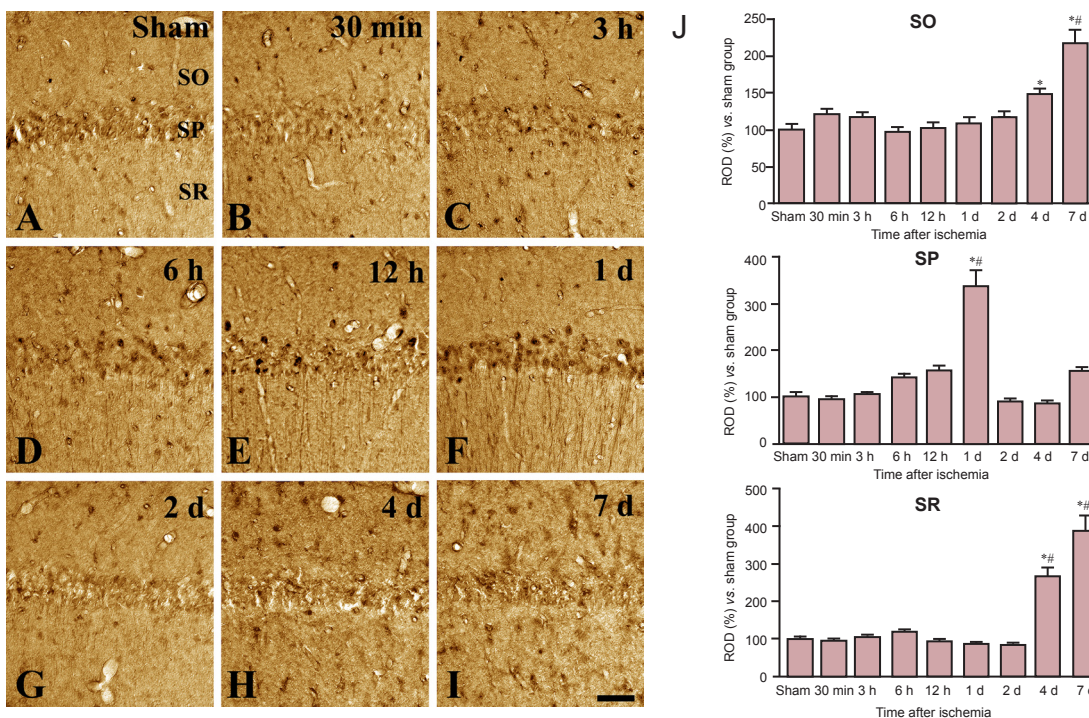 Sham
SO
SP
SR
A
30 min
B
3 h
C
6 h
D
12 h
E
1 d
F
2 d
G
4 d
H
7 d
I
J
SO
ROD (%) vs. sham group
250
200
150
100
50
0
*
*#
Sham 30 min 3 h 6 h 12 h 1 d 2 d 4 d 7 d
Time after ischemia
SP
ROD (%) vs. sham group
400
300
200
100
0
*#
Sham 30 min 3 h 6 h 12 h 1 d 2 d 4 d 7 d
Time after ischemia
SR
ROD (%) vs. sham group
500
400
300
200
100
0
*#
*#
Sham 30 min 3 h 6 h 12 h 1 d 2 d 4 d 7 d
Time after ischemia